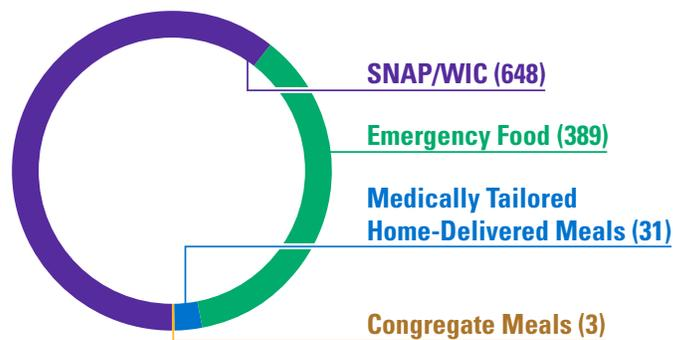 SNAP/WIC (648)
Emergency Food (389)
Medically Tailored
Home-Delivered Meals (31)
Congregate Meals (3)